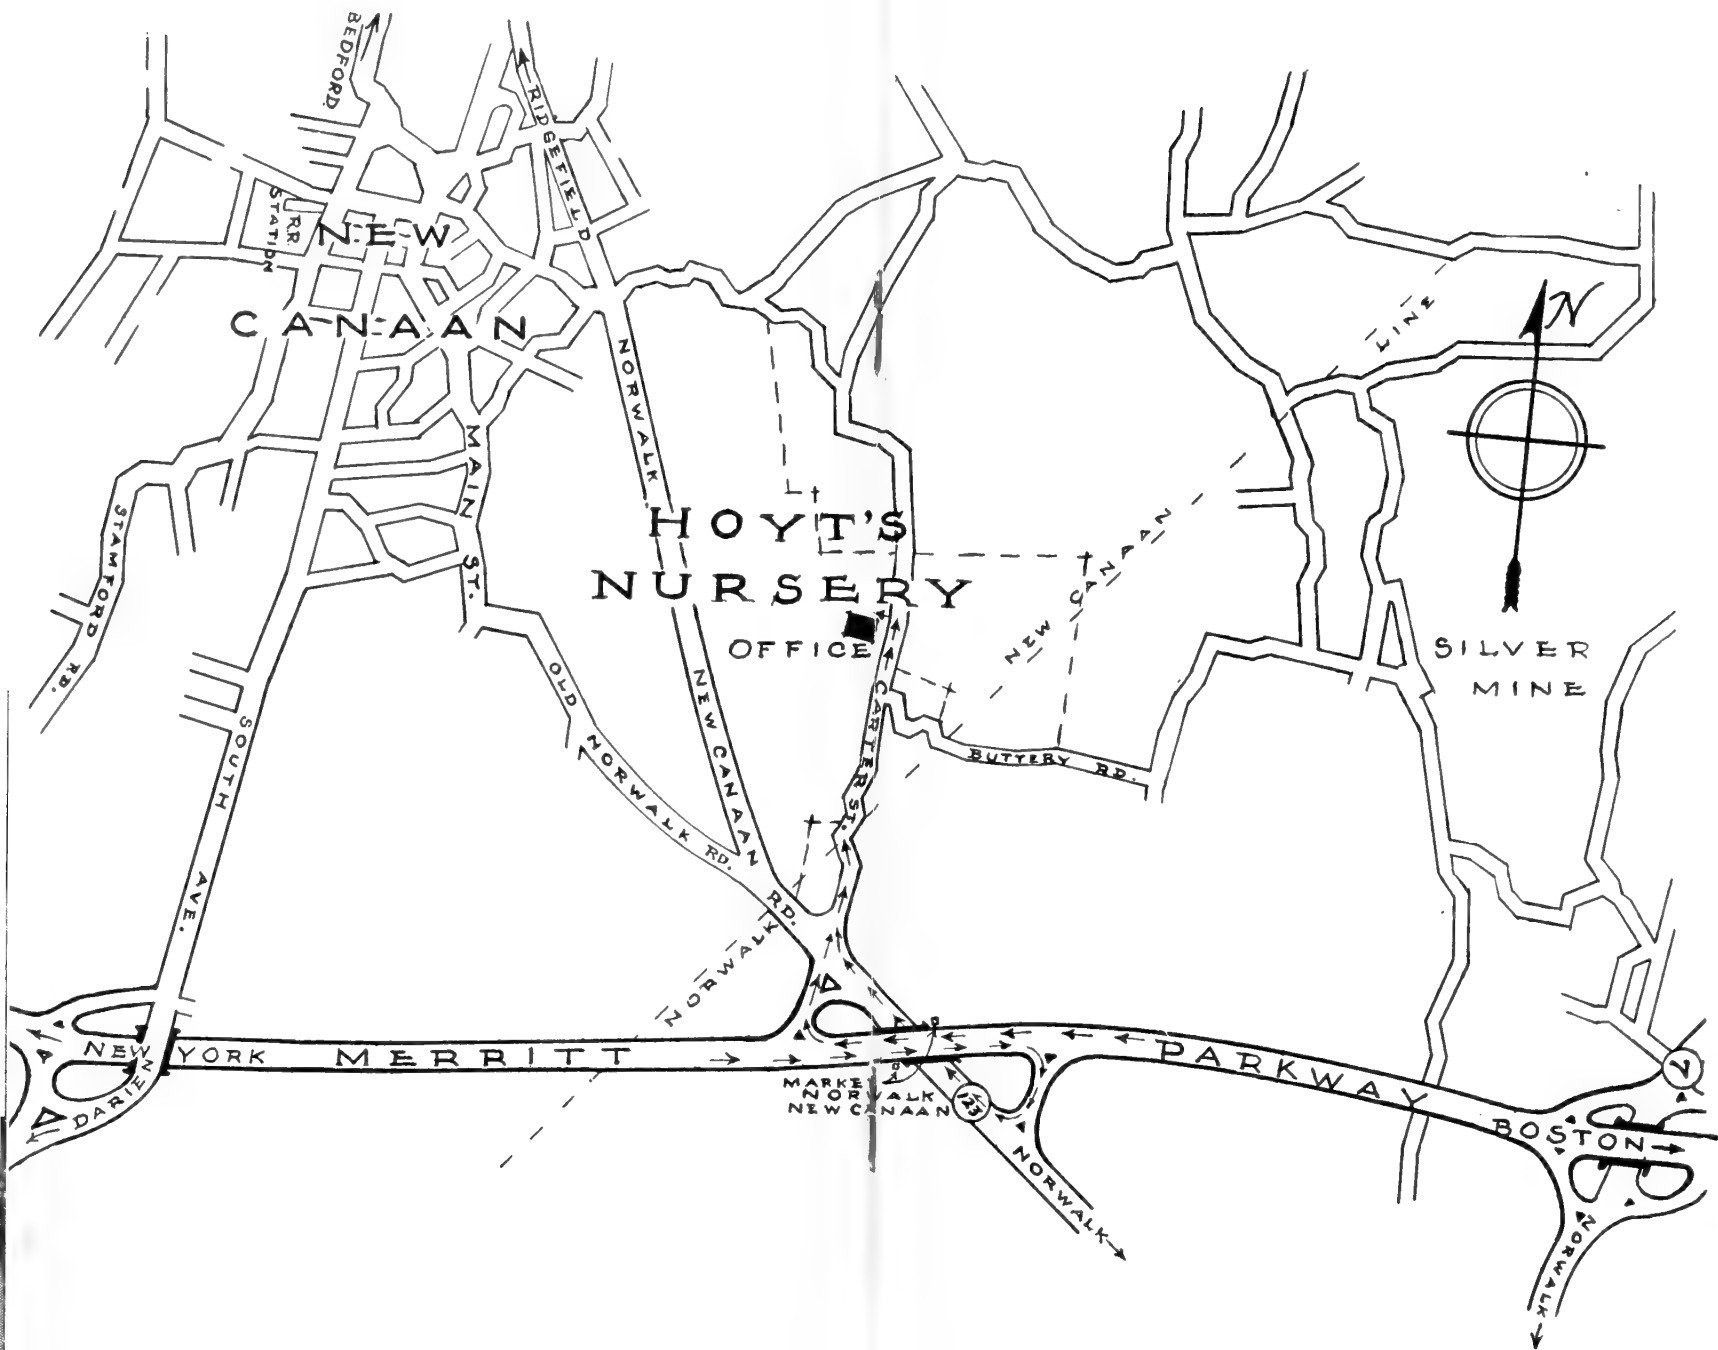 BEDFORD.
RIDGEFIELD
R.R.
STATION
NEW
CANAAN
N
LINE
NORWALK
MAIN ST.
HOYT'S
NURSERY
OFFICE
NEW CANAAN
STAMFORD RD.
SILVER
MINE
OLD NORWALK RD.
NEW CANAAN RD.
CARTER ST.
BUTTERY RD.
SOUTH AVE.
NORWALK
NEW YORK
MERRITT
PARKWAY
DARIEN
MARKED
NORWALK
NEW CANAAN
123
7
BOSTON
NORWALK
NORWALK